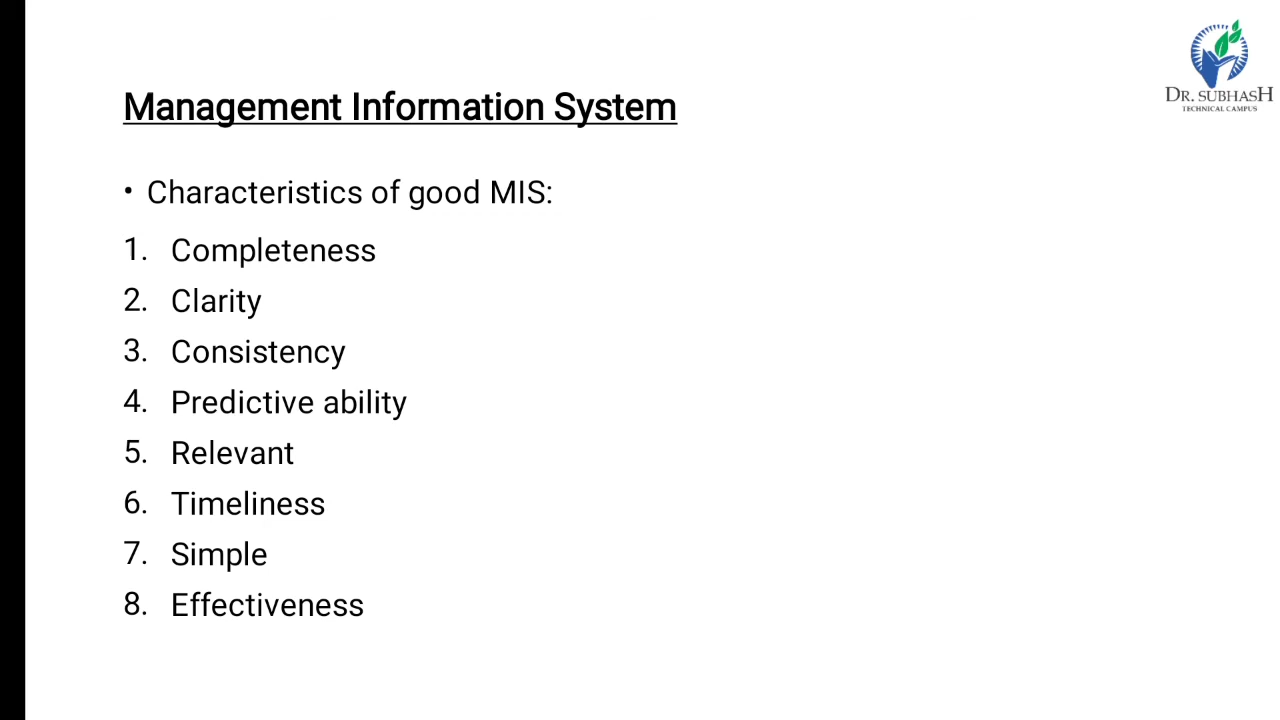 DR. SUBHASH
TECHNICAL CAMPUS
Management Information System
• Characteristics of good MIS:
1. Completeness
2. Clarity
3. Consistency
4. Predictive ability
5. Relevant
6. Timeliness
7. Simple
8. Effectiveness